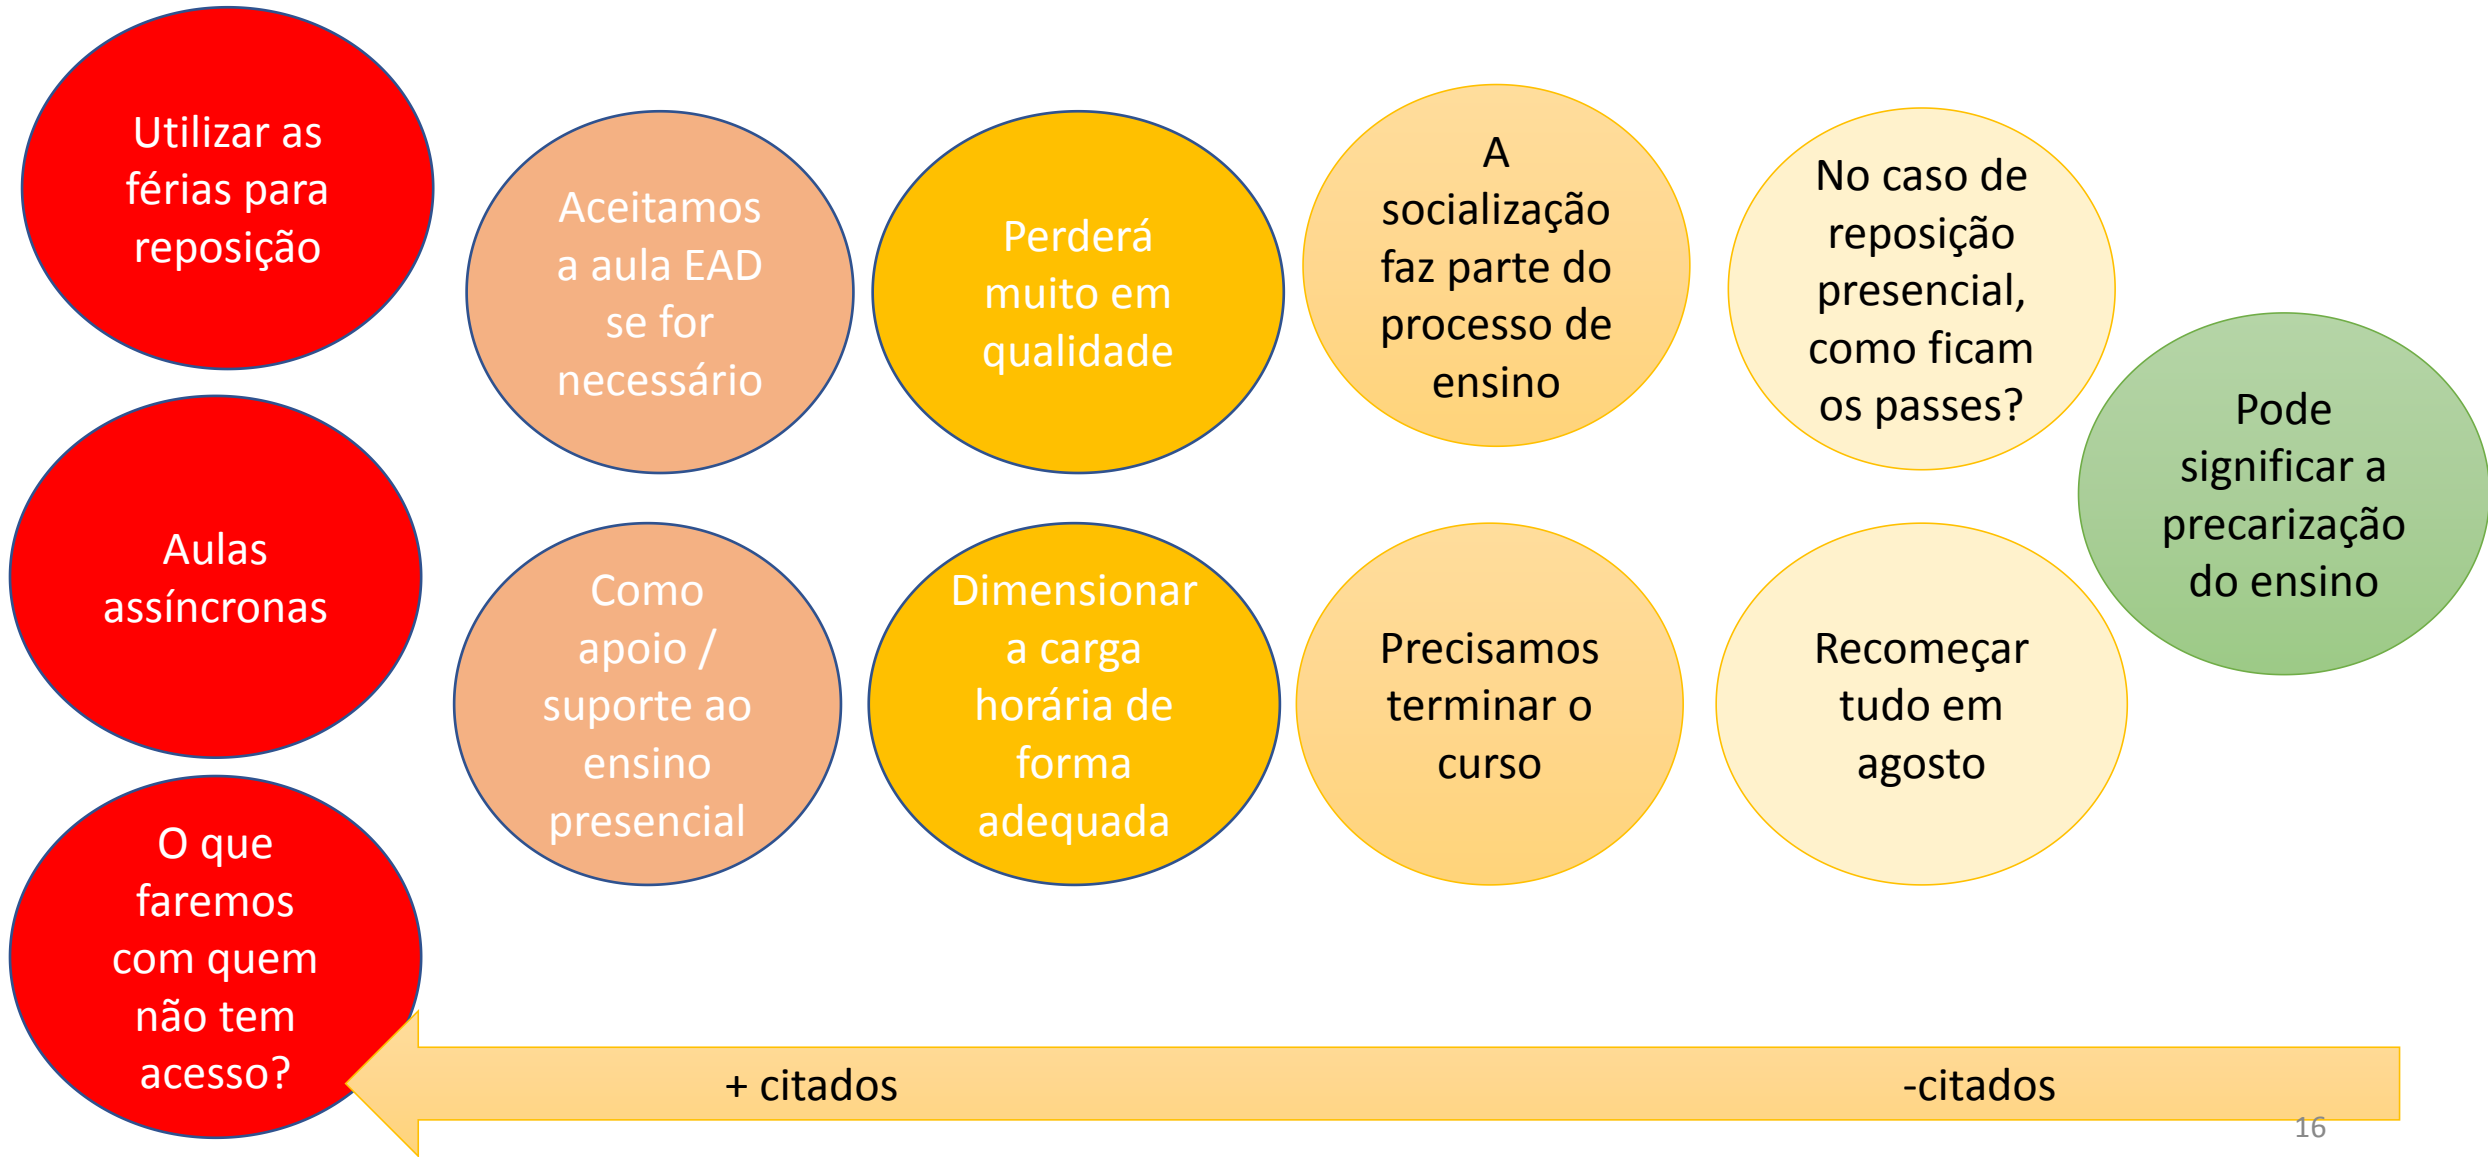 Utilizar as
férias para
reposição
Aulas
assíncronas
O que
faremos
com quem
não tem
acesso?
Aceitamos
a aula EAD
se for
necessário
Como
apoio /
suporte ao
ensino
presencial
Perderá
muito em
qualidade
Dimensionar
a carga
horária de
forma
adequada
A
socialização
faz parte do
processo de
ensino
Precisamos
terminar o
curso
No caso de
reposição
presencial,
como ficam
os passes?
Recomeçar
tudo em
agosto
Pode
significar a
precarização
do ensino
+ citados
-citados
16